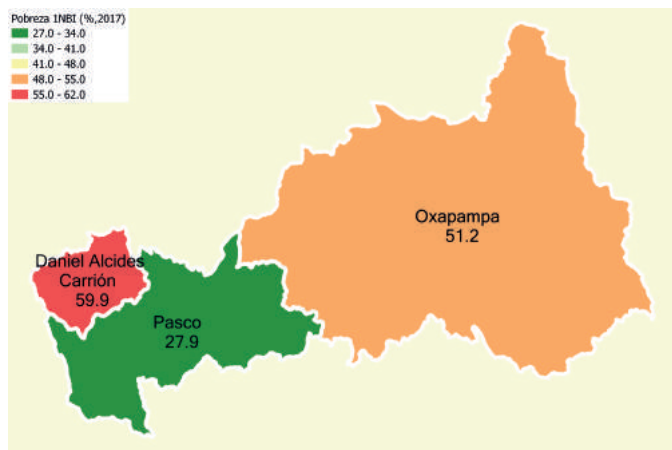 Pobreza 1NBI (%,2017)
27.0 - 34.0
34.0 - 41.0
41.0 - 48.0
48.0 - 55.0
55.0 - 62.0
Oxapampa
51.2
Daniel Alcides
Carrión
59.9
Pasco
27.9